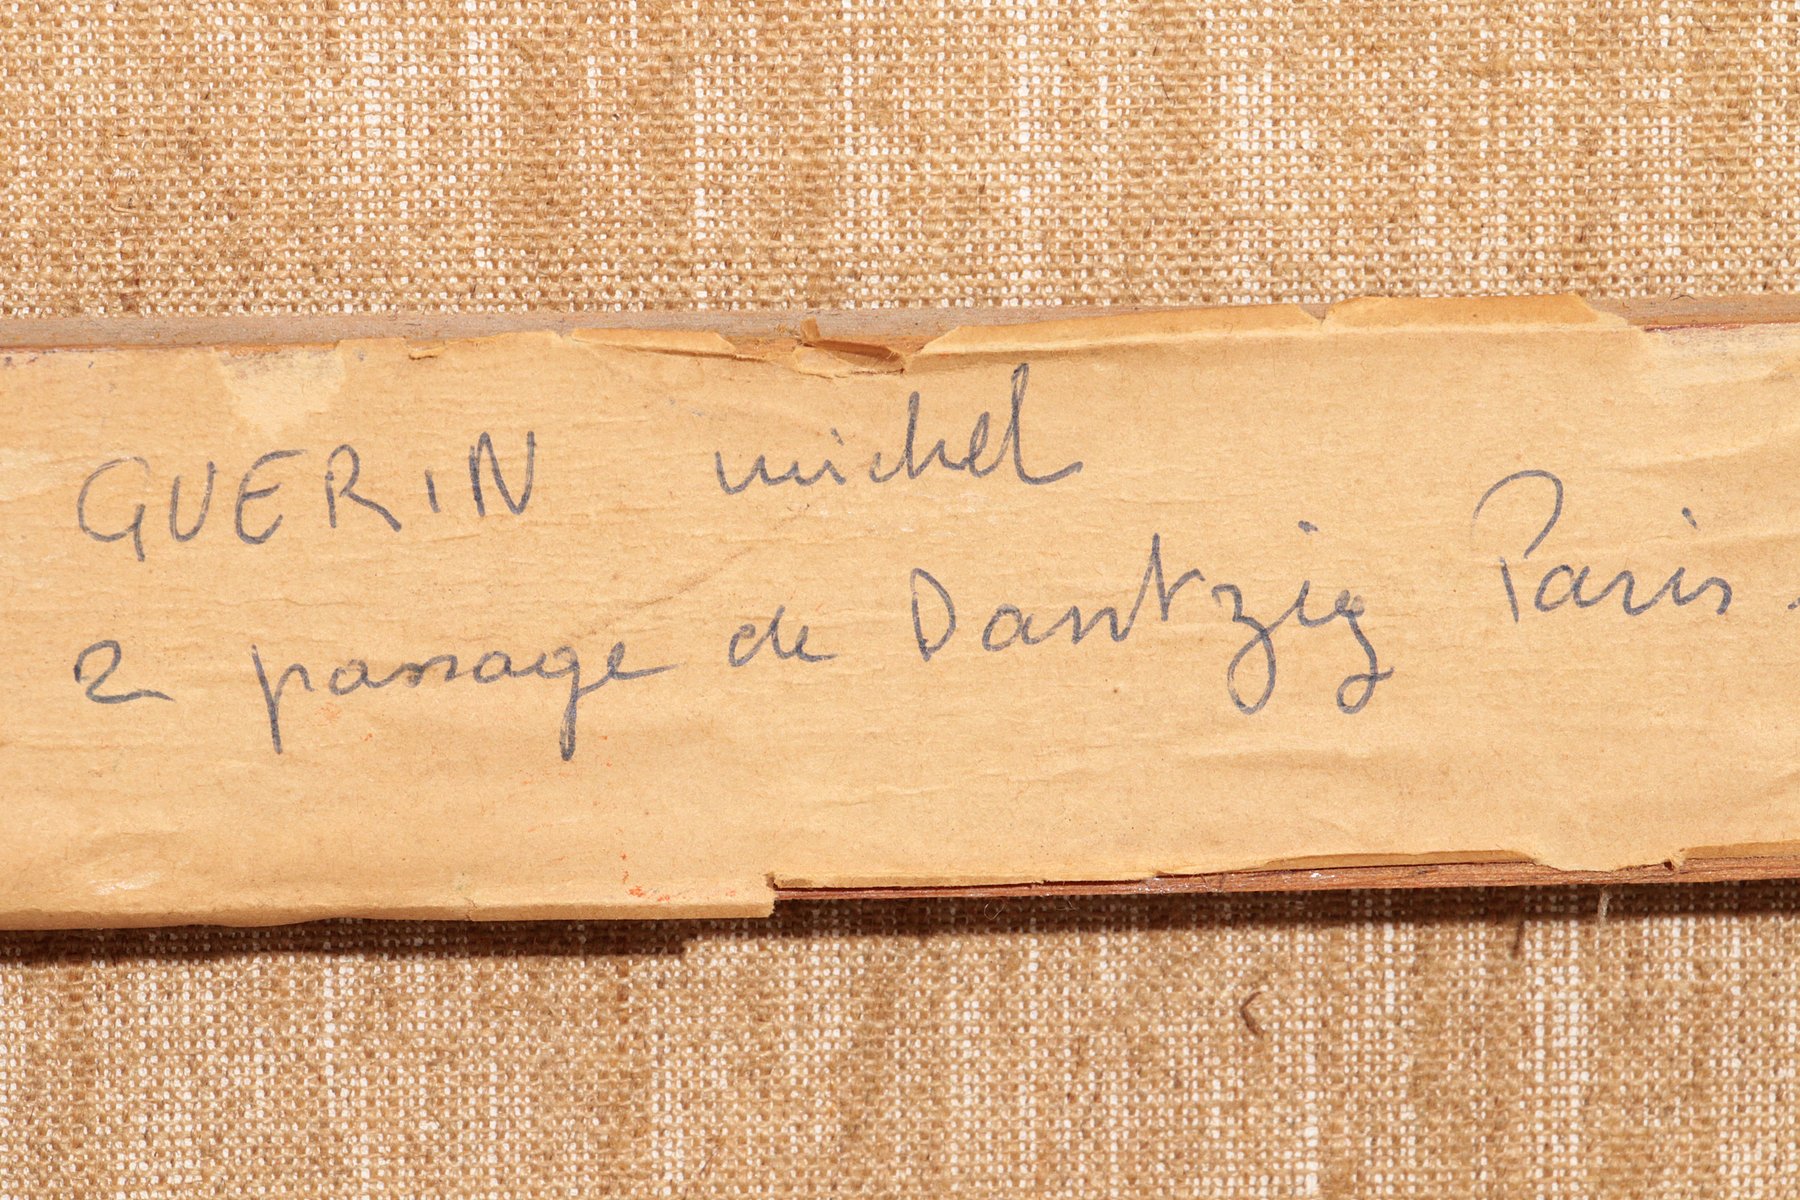 GUERIN michel
2 passage de Dantzig Paris.